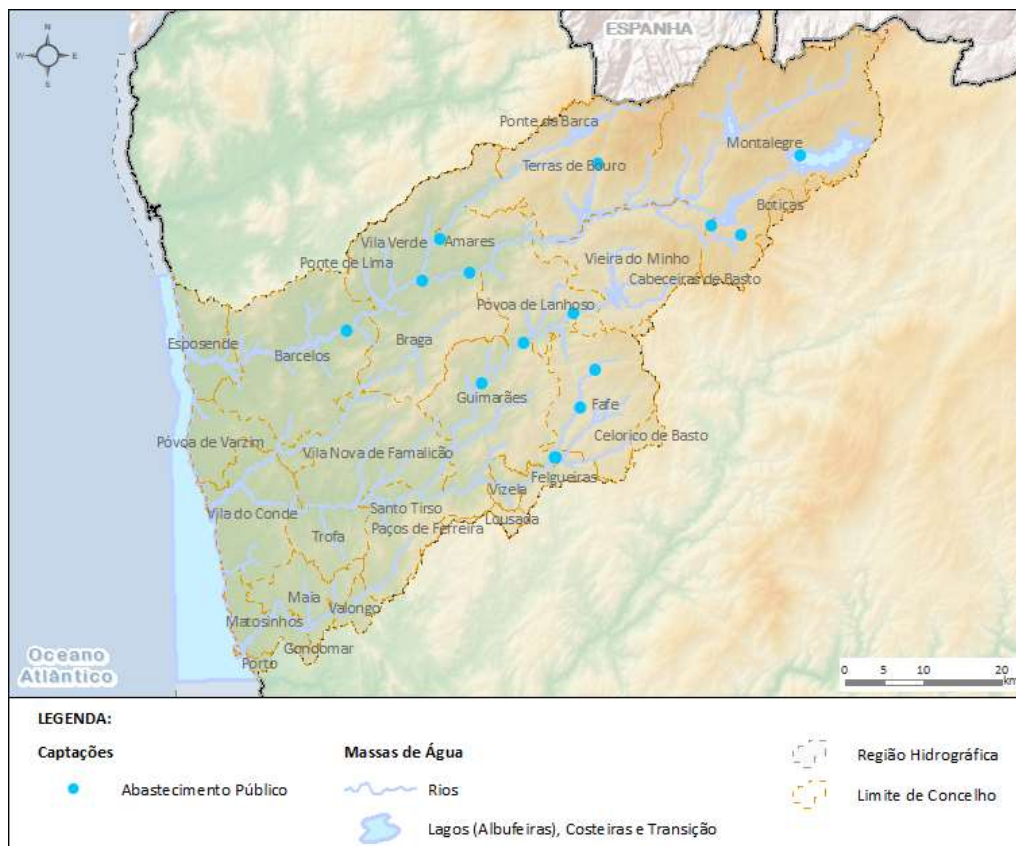 N
W E
S
ESPANHA
Ponte da Barca
Montalegre
Terras de Bouro
Botiças
Vila Verde
Amares
Ponte de Lima
Vieira do Minho
Cabeceiras de Basto
Póvoa de Lanhoso
Esposende
Braga
Barcelos
Guimarães
Fafe
Celorico de Basto
Póvoa de Varzim
Vila Nova de Famalicão
Felgueiras
Vizela
Vila do Conde
Santo Tirso
Lousada
Paços de Ferreira
Trofa
Maia
Valongo
Matosinhos
Gondomar
Porto
Oceano
Atlântico
0 5 10 20
km
LEGENDA:
Captações
Abastecimento Público
Massas de Água
Rios
Lagos (Albufeiras), Costeiras e Transição
Região Hidrográfica
Limite de Concelho